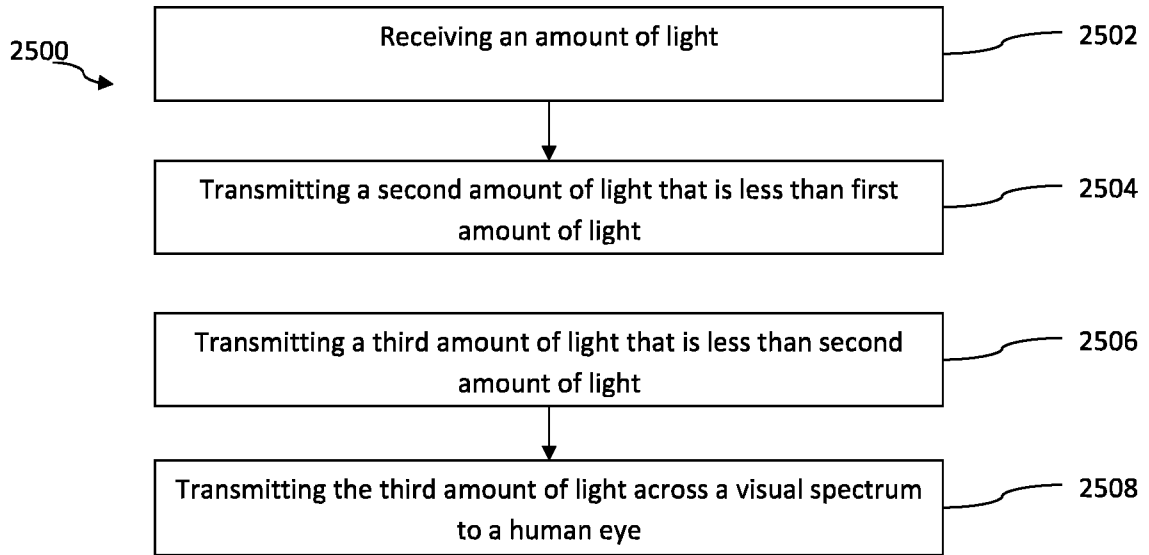 2500
Receiving an amount of light
2502
Transmitting a second amount of light that is less than first
amount of light
2504
Transmitting a third amount of light that is less than second
amount of light
2506
Transmitting the third amount of light across a visual spectrum
to a human eye
2508